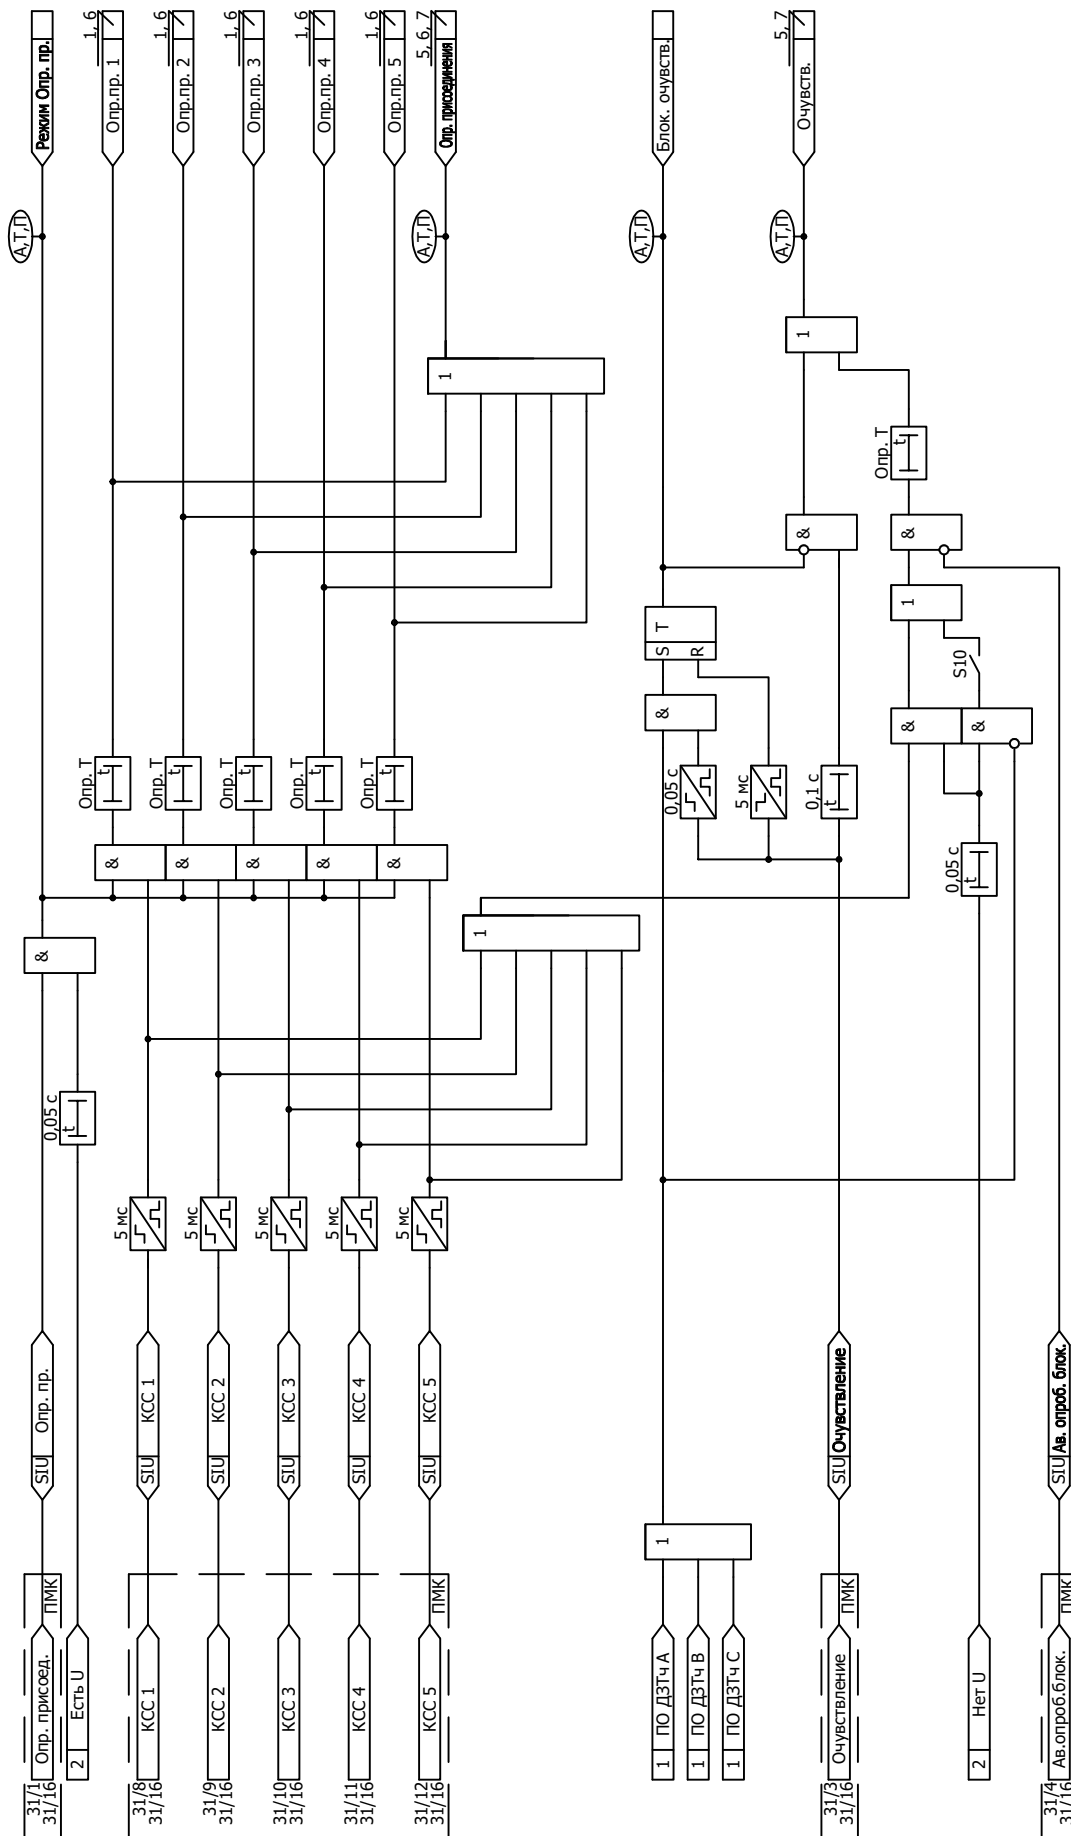 31/1
31/16
Опр. присоед.
ПМК
SIU
Опр. пр.
&
А,Т,П
Режим Опр. пр.
2
Есть U
0,05 с
t
31/8
31/16
КСС 1
SIU
КСС 1
5 мс
&
Опр. Т
t
Опр.пр. 1
1, 6
31/9
31/16
КСС 2
SIU
КСС 2
5 мс
&
Опр. Т
t
Опр.пр. 2
1, 6
31/10
31/16
КСС 3
SIU
КСС 3
5 мс
&
Опр. Т
t
Опр.пр. 3
1, 6
31/11
31/16
КСС 4
SIU
КСС 4
5 мс
&
Опр. Т
t
Опр.пр. 4
1, 6
31/12
31/16
КСС 5
ПМК
SIU
КСС 5
5 мс
&
Опр. Т
t
Опр.пр. 5
1, 6
1
1
А,Т,П
Опр. присоединения
5, 6, 7
1
ПО ДЗТч А
1
ПО ДЗТч В
1
ПО ДЗТч С
1
&
S
T
R
0,05 с
5 мс
А,Т,П
Блок. очувств.
31/3
31/16
Очувствление
ПМК
SIU
Очувствление
0,1 с
t
&
1
А,Т,П
Очувств.
5, 7
2
Нет U
0,05 с
t
&
&
S10
1
&
Опр. Т
t
31/4
31/16
Ав.опроб.блок.
ПМК
SIU
Ав. опроб. блок.